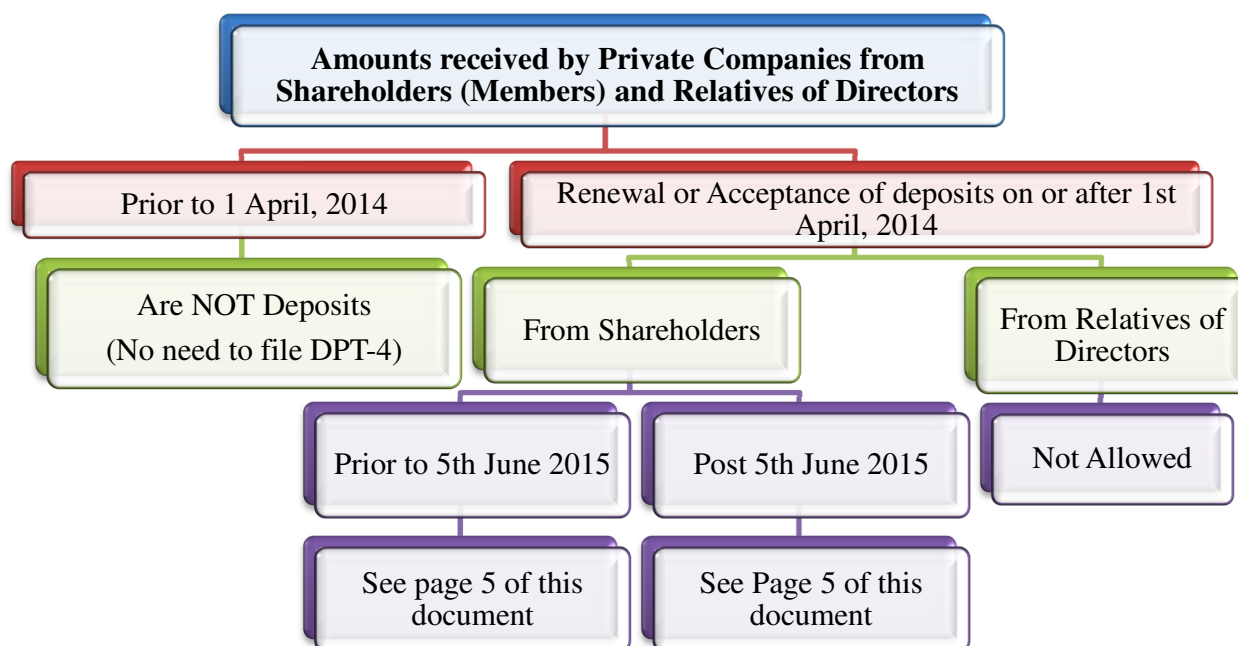 Amounts received by Private Companies from
Shareholders (Members) and Relatives of Directors
Prior to 1 April, 2014
Renewal or Acceptance of deposits on or after 1st
April, 2014
Are NOT Deposits
(No need to file DPT-4)
From Shareholders
From Relatives of
Directors
Prior to 5th June 2015
Post 5th June 2015
Not Allowed
See page 5 of this
document
See Page 5 of this
document